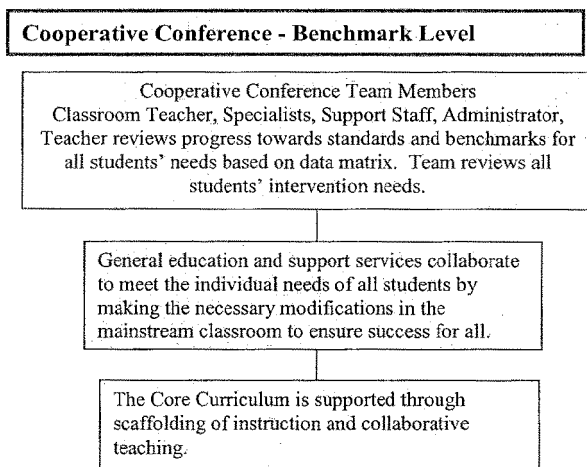 Cooperative Conference - Benchmark Level
Cooperative Conference Team Members
Classroom Teacher, Specialists, Support Staff, Administrator,
Teacher reviews progress towards standards and benchmarks for
all students' needs based on data matrix. Team reviews all
students' intervention needs.
General education and support services collaborate
to meet the individual needs of all students by
making the necessary modifications in the
mainstream classroom to ensure success for all.
The Core Curriculum is supported through
scaffolding of instruction and collaborative
teaching.